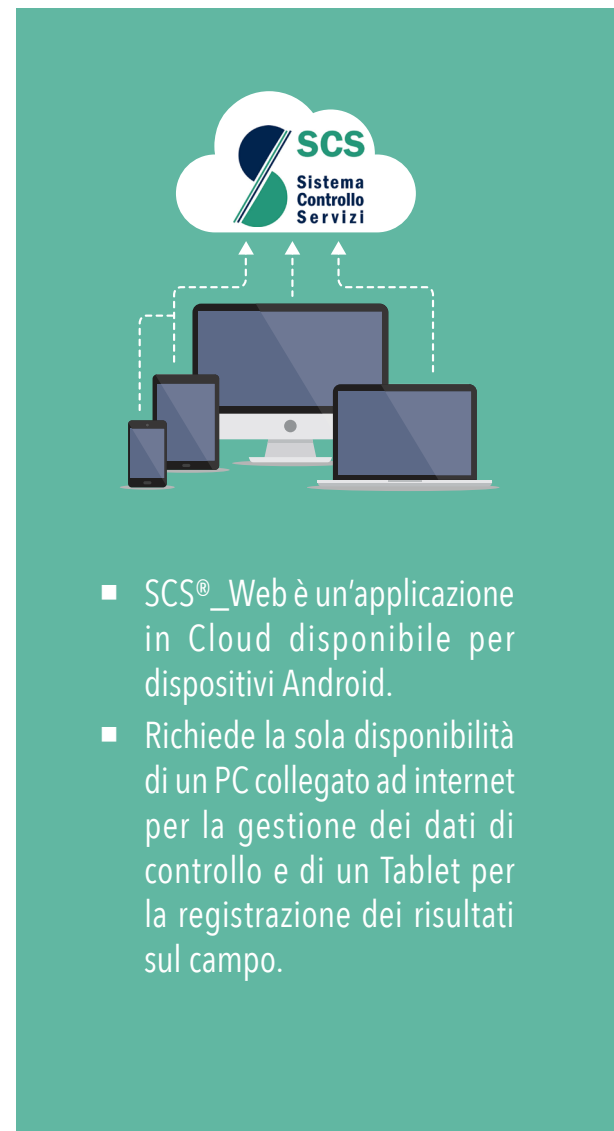 SCS
Sistema
Controllo
Servizi
▪ SCS®_Web è un’applicazione
in Cloud disponibile per
dispositivi Android.
▪ Richiede la sola disponibilità
di un PC collegato ad internet
per la gestione dei dati di
controllo e di un Tablet per
la registrazione dei risultati
sul campo.